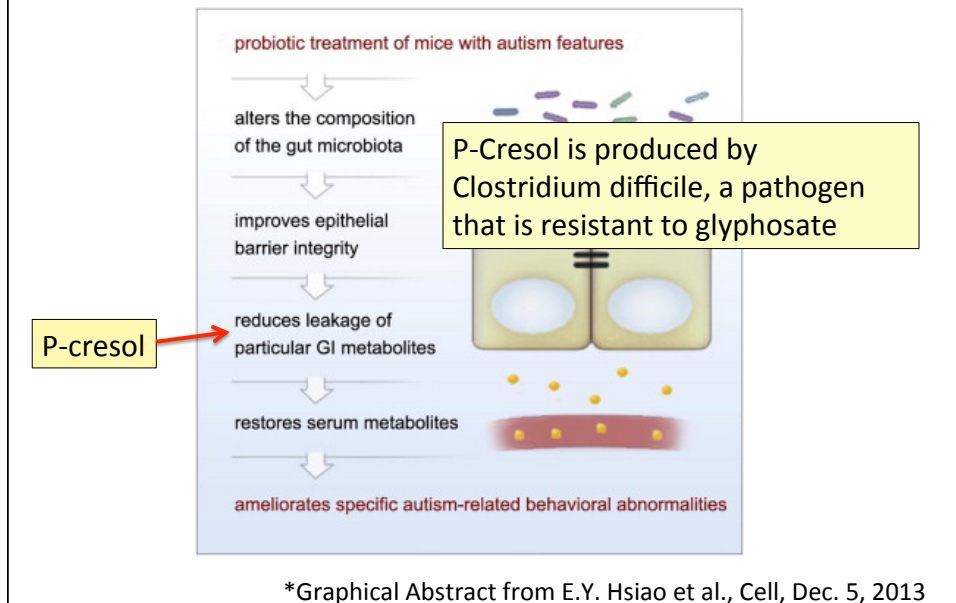 probiotic treatment of mice with autism features
alters the composition
of the gut microbiota
P-Cresol is produced by
Clostridium difficile, a pathogen
that is resistant to glyphosate
improves epithelial
barrier integrity
P-cresol
reduces leakage of
particular GI metabolites
restores serum metabolites
ameliorates specific autism-related behavioral abnormalities
*Graphical Abstract from E.Y. Hsiao et al., Cell, Dec. 5, 2013